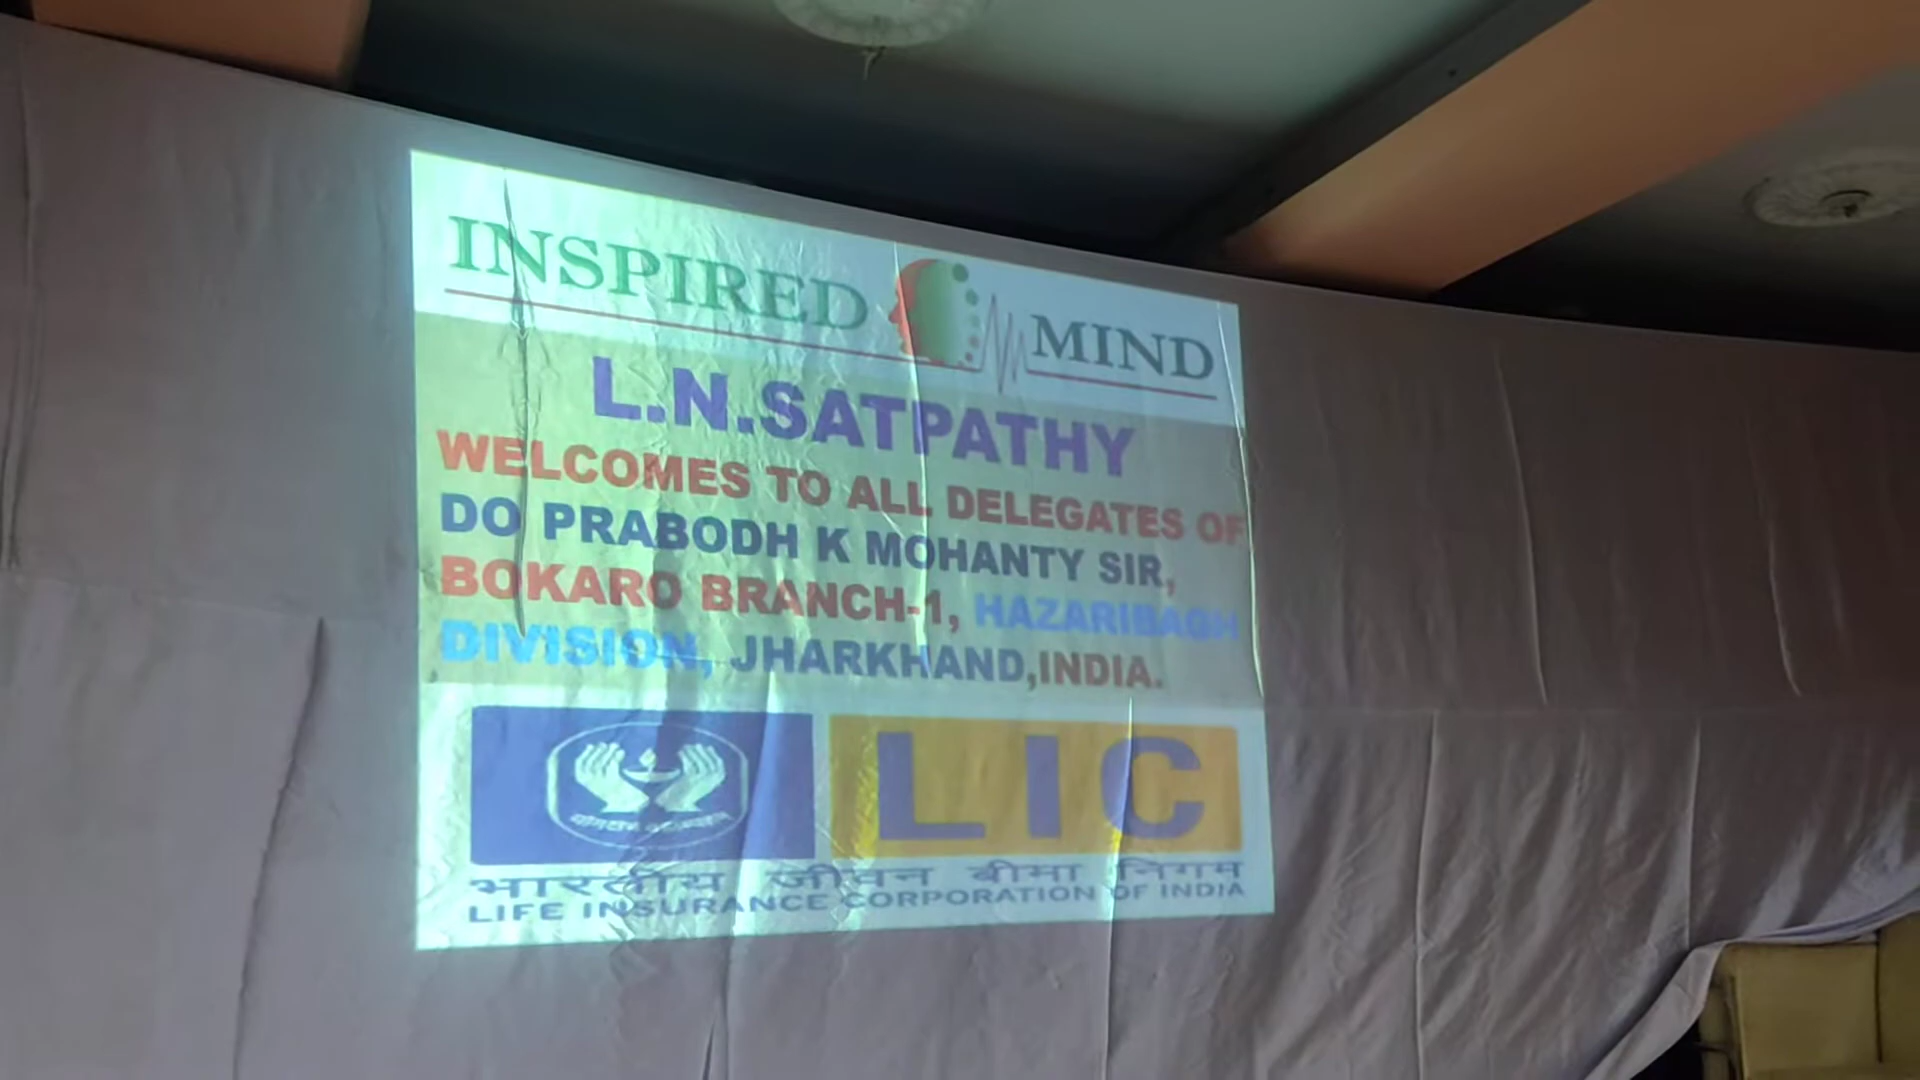 INSPIRED MIND
L.N.SATPATHY
WELCOMES TO ALL DELEGATES OF
DO PRABODH K MOHANTY SIR,
BOKARO BRANCH-1, HAZARIBAGH
DIVISION, JHARKHAND,INDIA.
LIC
भारतीय जीवन बीमा निगम
LIFE INSURANCE CORPORATION OF INDIA